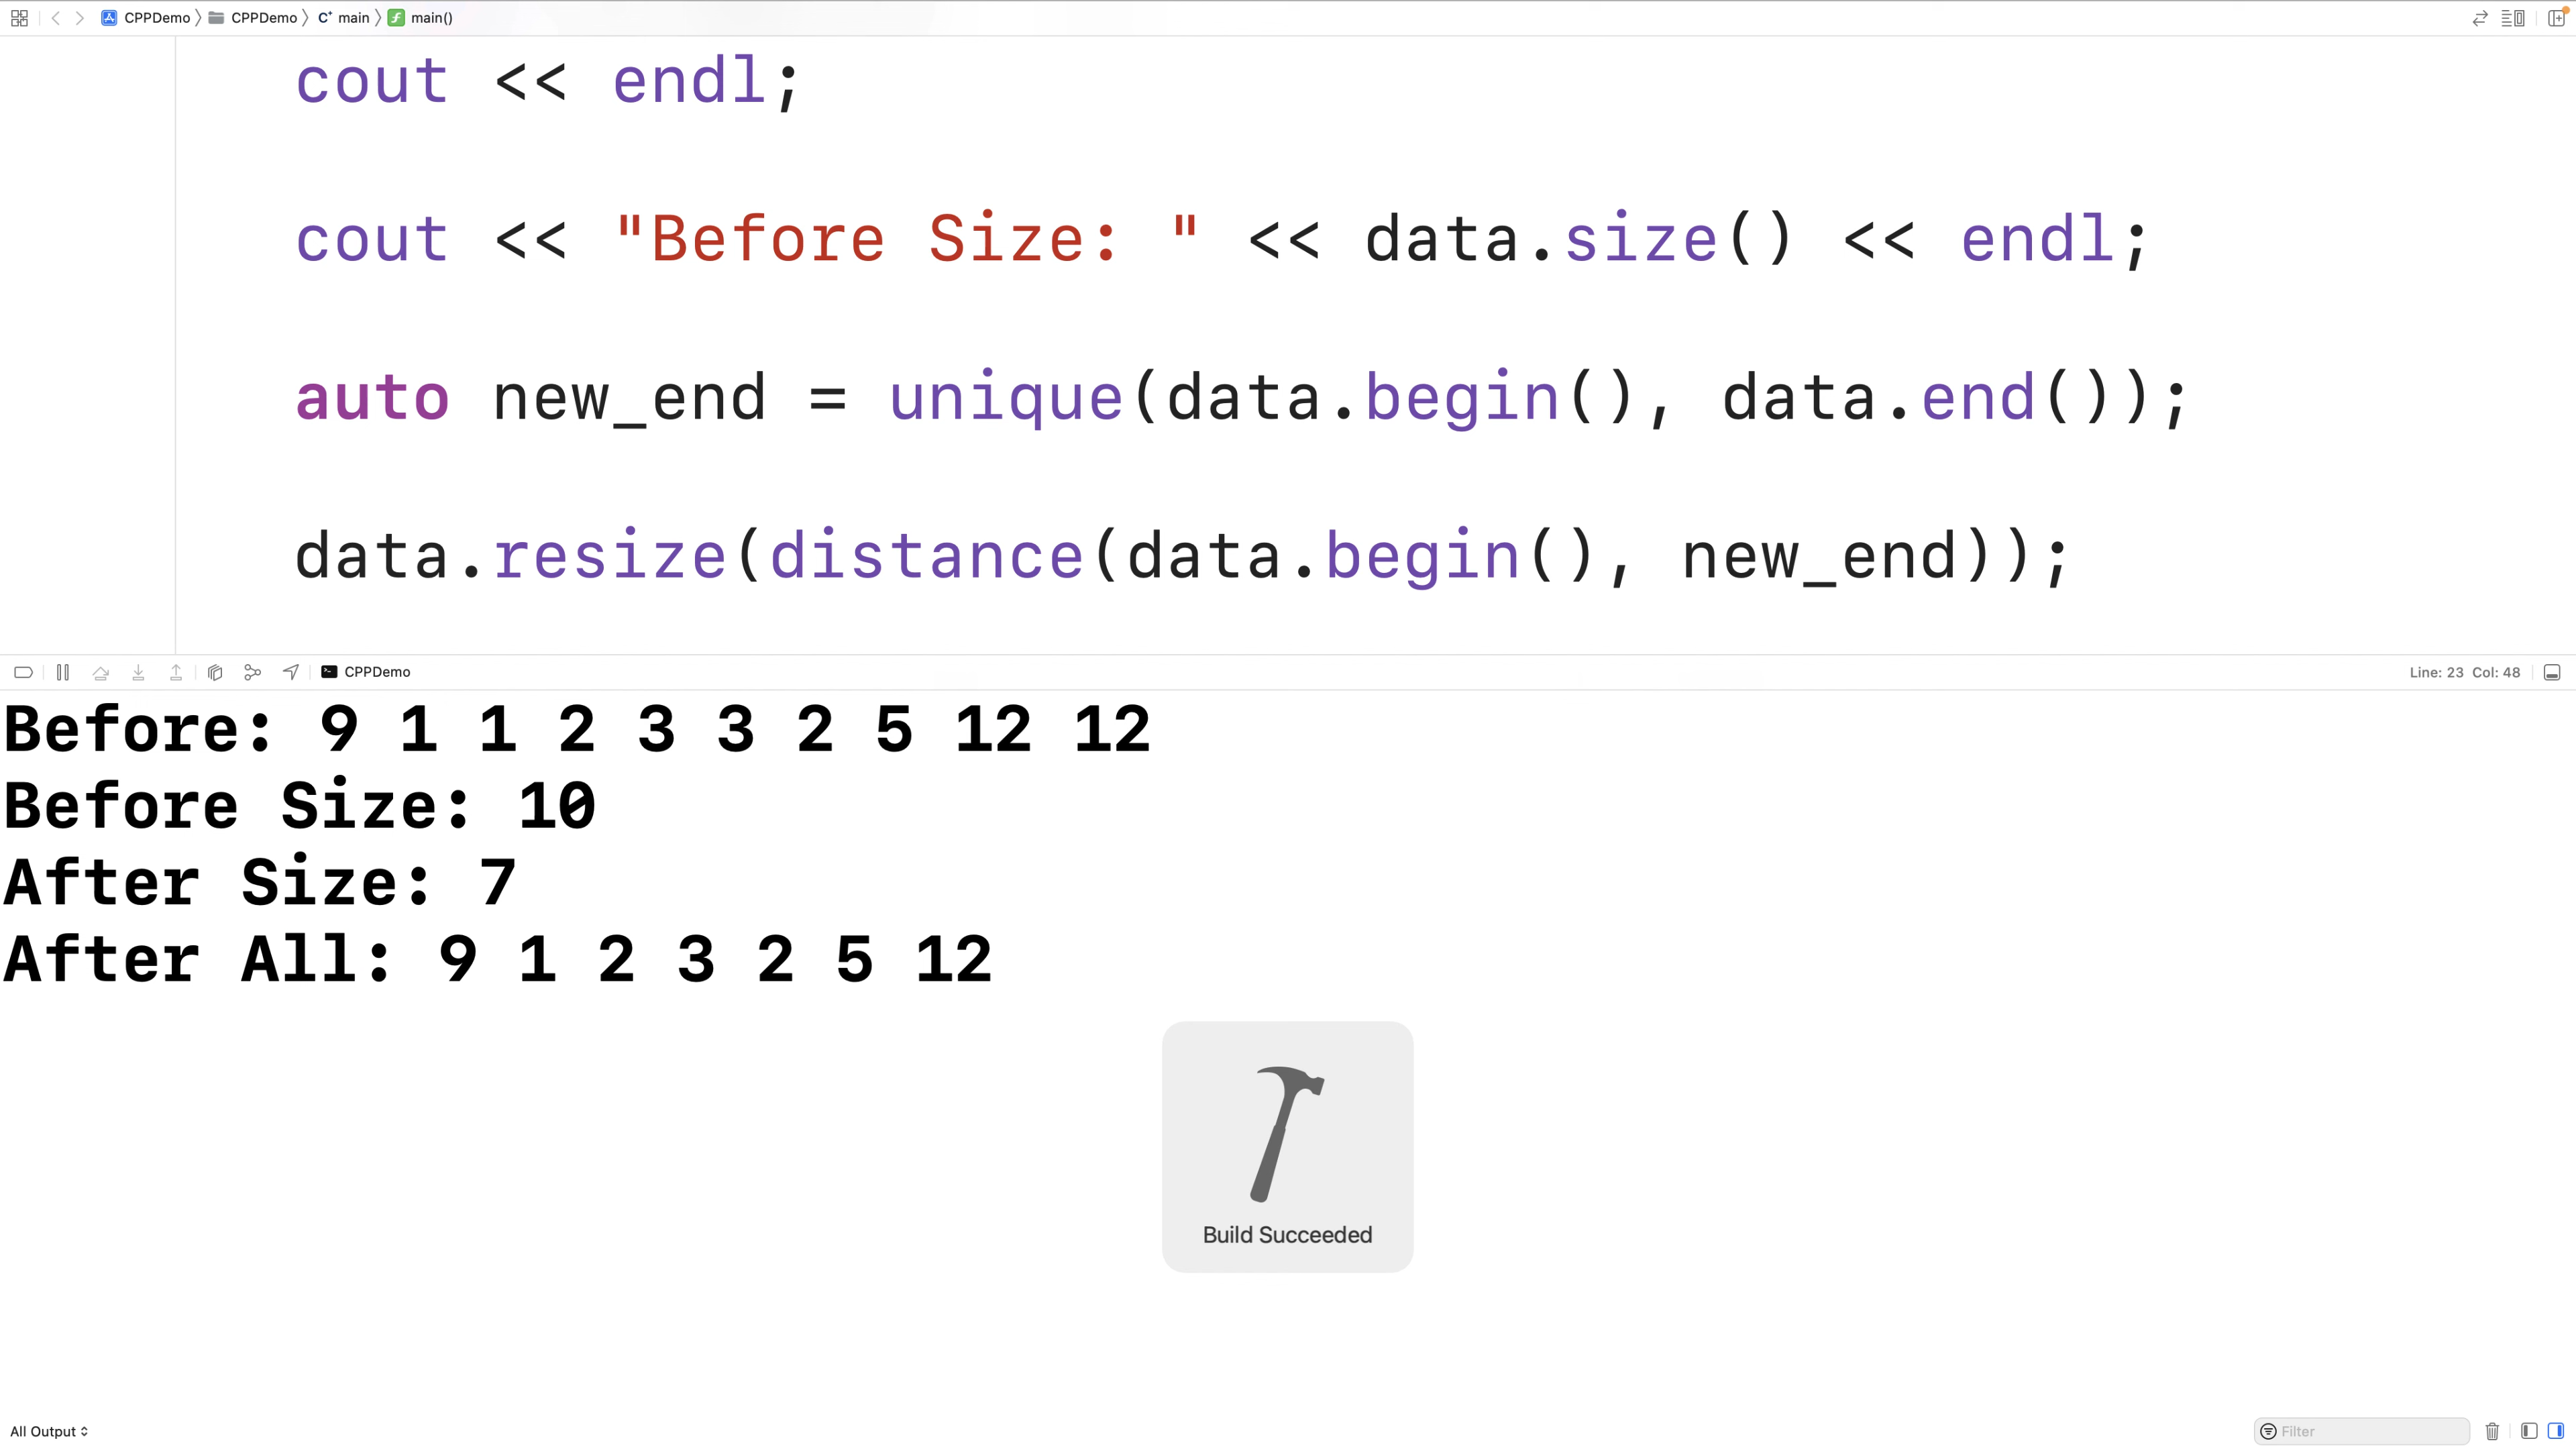 CPPDemo CPPDemo main main()
cout << endl;
cout << "Before Size: " << data.size() << endl;
auto new_end = unique(data.begin(), data.end());
data.resize(distance(data.begin(), new_end));
CPPDemo Line: 23 Col: 48
Before: 9 1 1 2 3 3 2 5 12 12
Before Size: 10
After Size: 7
After All: 9 1 2 3 2 5 12
Build Succeeded
All Output Filter